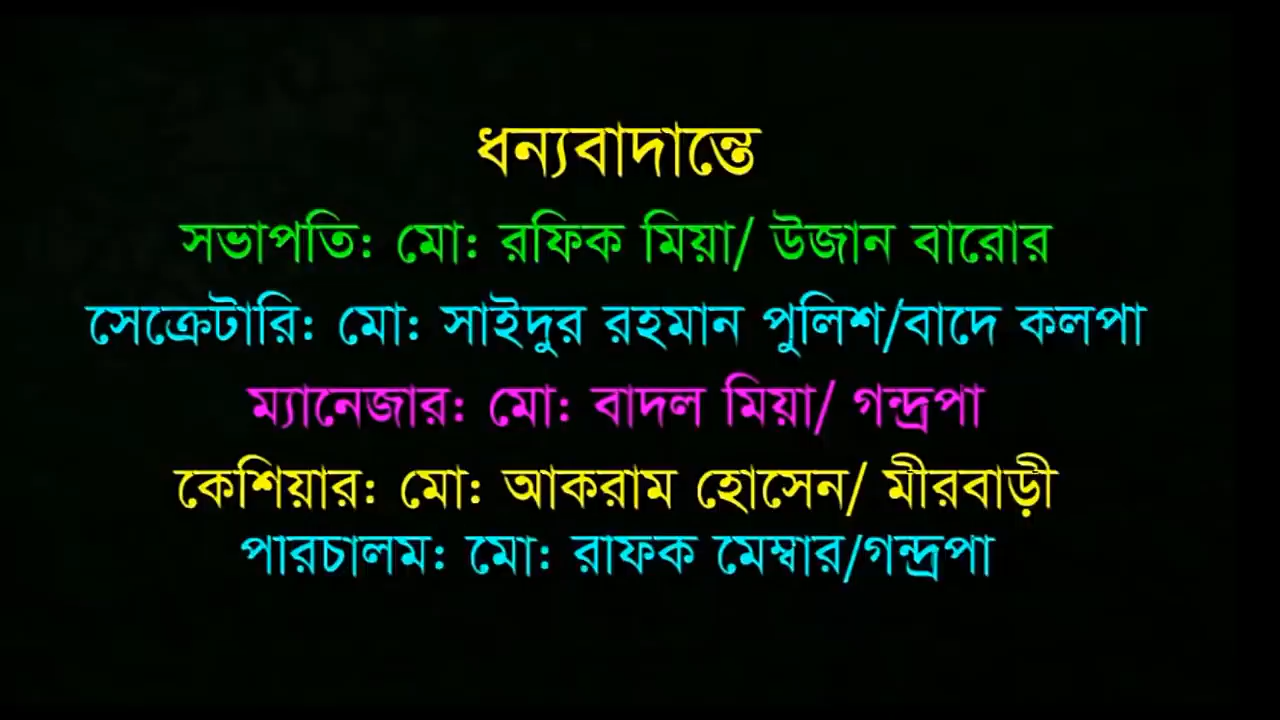 ধন্যবাদান্তে
সভাপতি: মো: রফিক মিয়া/ উজান বারোর
সেক্রেটারি: মো: সাইদুর রহমান পুলিশ/বাদে কলপা
ম্যানেজার: মো: বাদল মিয়া/ গন্দ্রপা
কেশিয়ার: মো: আকরাম হোসেন/ মীরবাড়ী
পারচালম: মো: রাফক মেম্বার/গন্দ্রপা